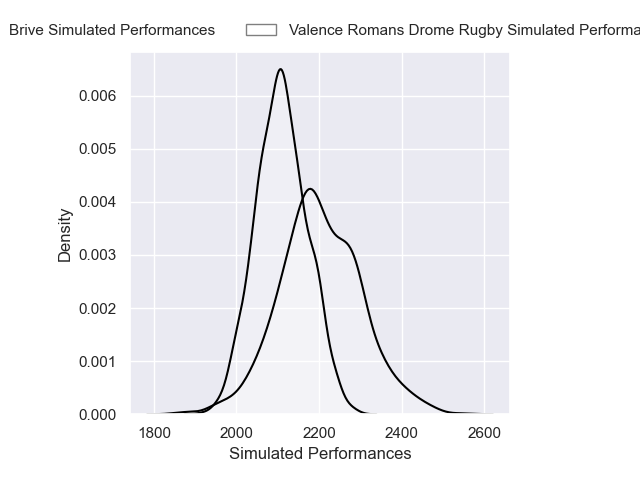 Brive Simulated Performances
Valence Romans Drome Rugby Simulated Performa
0.006
0.005
0.004
0.003
0.002
0.001
0.000
Density
1800 2000 2200 2400 2600
Simulated Performances